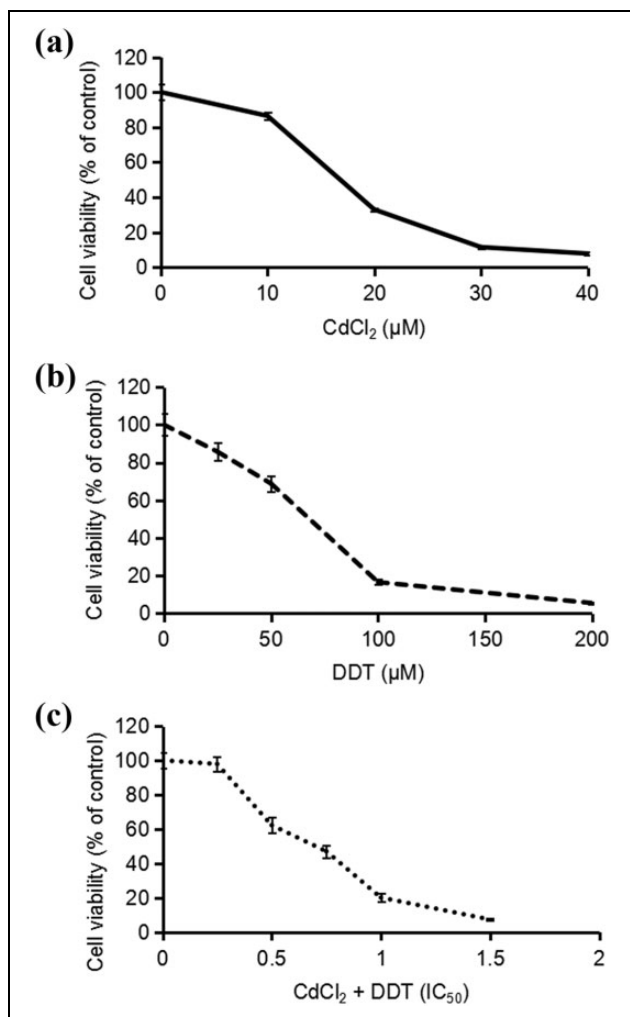 (a)
Cell viability (% of control)
120
100
80
60
40
20
0
0 10 20 30 40
CdCl₂ (µM)
(b)
Cell viability (% of control)
120
100
80
60
40
20
0
0 50 100 150 200
DDT (µM)
(c)
Cell viability (% of control)
120
100
80
60
40
20
0
0 0.5 1 1.5 2
CdCl₂ + DDT (IC₅₀)